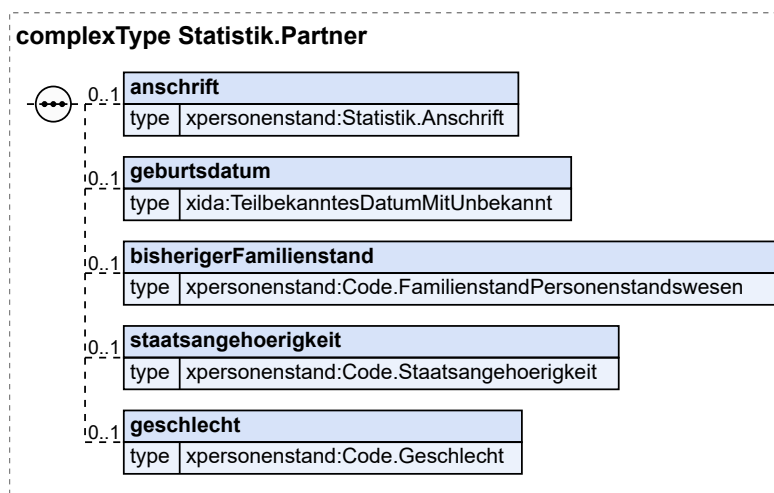 complexType Statistik.Partner
0..1 anschrift
type xpersonenstand:Statistik.Anschrift
0..1 geburtsdatum
type xida:TeilbekanntesDatumMitUnbekannt
0..1 bisherigerFamilienstand
type xpersonenstand:Code.FamilienstandPersonenstandswesen
0..1 staatsangehoerigkeit
type xpersonenstand:Code.Staatsangehoerigkeit
0..1 geschlecht
type xpersonenstand:Code.Geschlecht